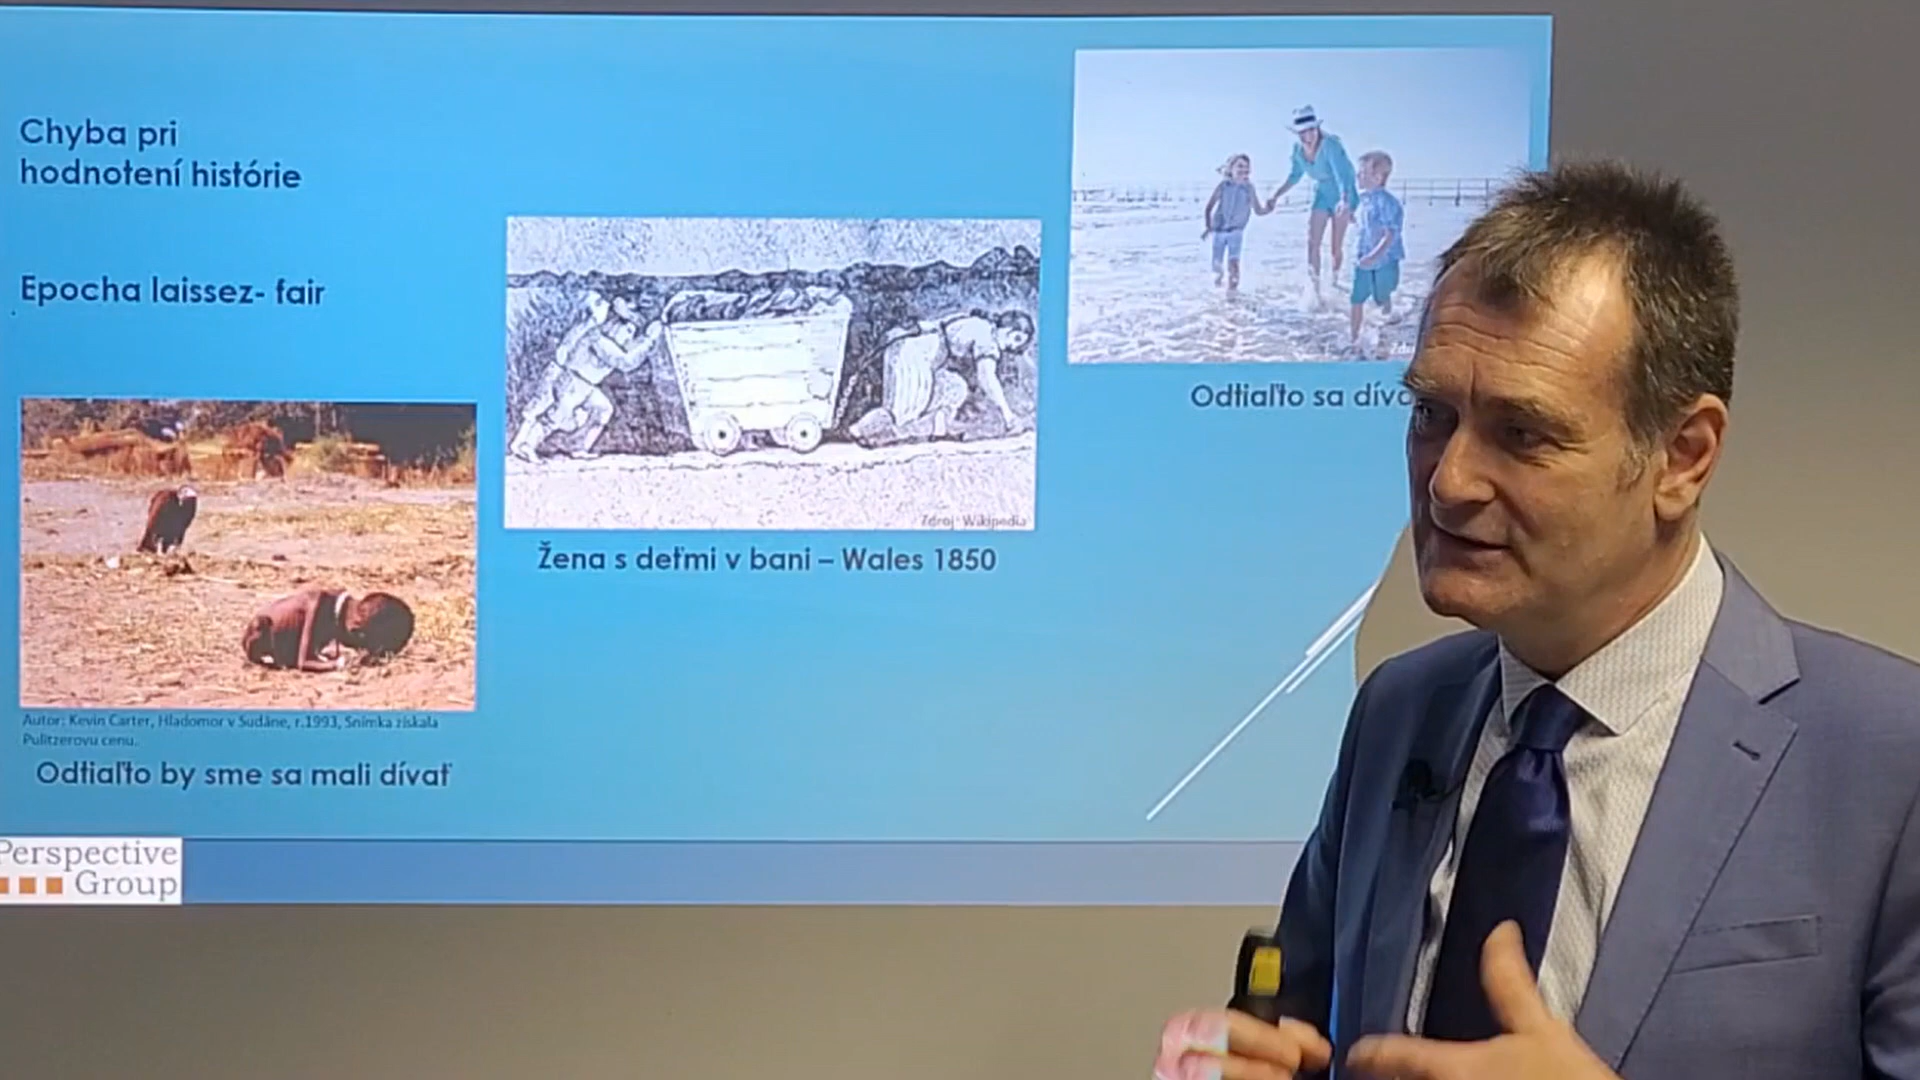 Chyba pri
hodnotení histórie
Epocha laissez- fair
Zdroj: Wikipedia
Žena s deťmi v bani – Wales 1850
Odtiaľto sa
Autor: Kevin Carter, Hladomor v Sudáne, r.1993, Snímka získala
Pulitzerovu cenu.
Odtiaľto by sme sa mali dívať
Perspective
Group